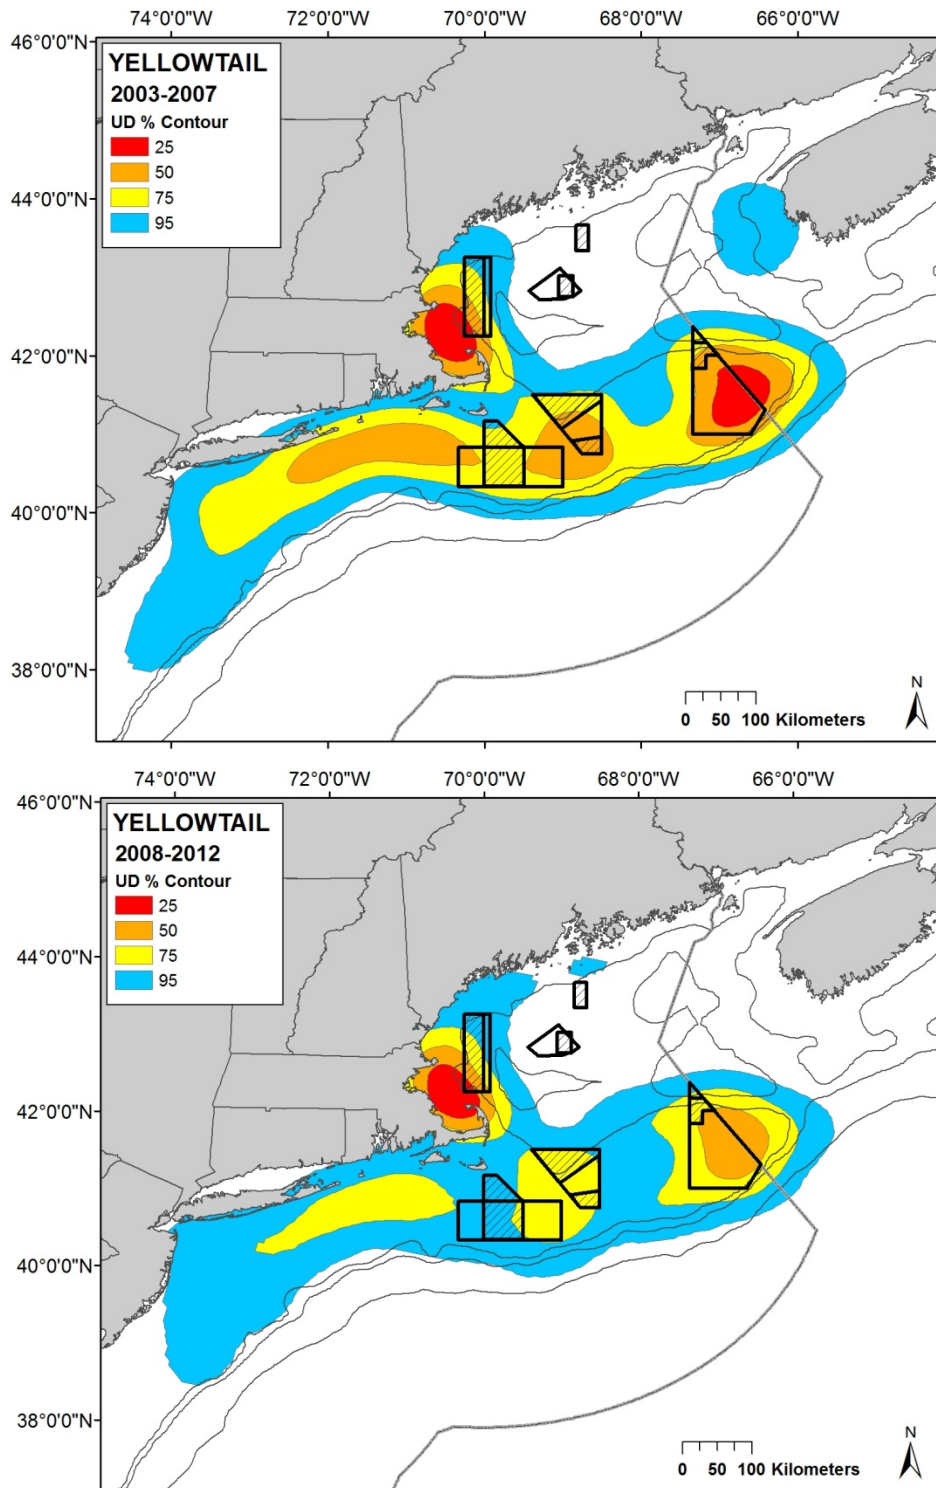 74°0'0"W 72°0'0"W 70°0'0"W 68°0'0"W 66°0'0"W
46°0'0"N
YELLOWTAIL
2003-2007
UD % Contour
25
50
75
95
44°0'0"N
42°0'0"N
40°0'0"N
38°0'0"N
N
0 50 100 Kilometers
74°0'0"W 72°0'0"W 70°0'0"W 68°0'0"W 66°0'0"W
46°0'0"N
YELLOWTAIL
2008-2012
UD % Contour
25
50
75
95
44°0'0"N
42°0'0"N
40°0'0"N
38°0'0"N
N
0 50 100 Kilometers